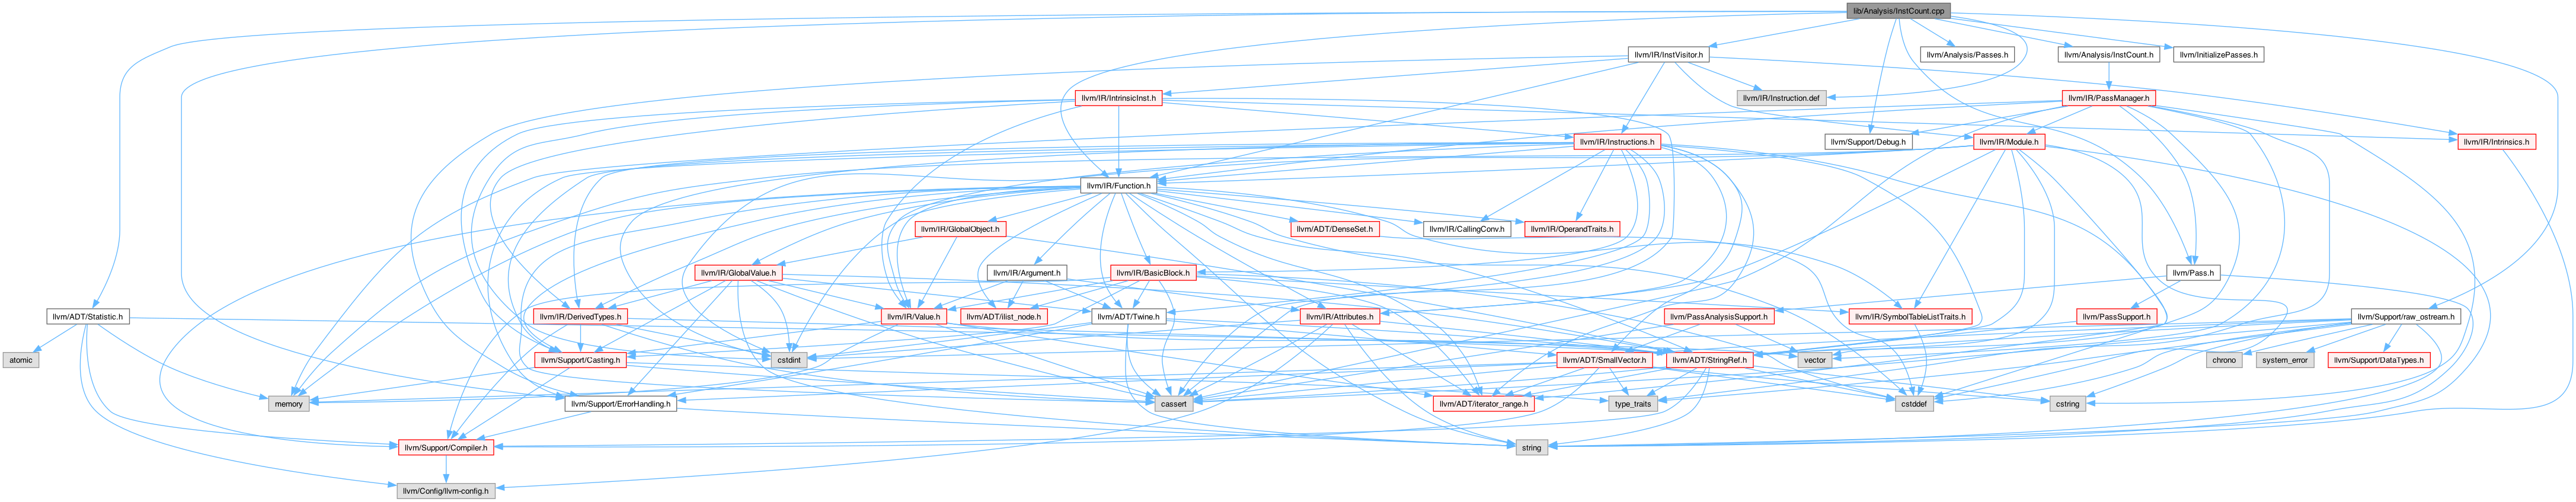 lib/Analysis/InstCount.cpp
llvm/IR/InstVisitor.h
llvm/Analysis/Passes.h
llvm/Analysis/InstCount.h
llvm/InitializePasses.h
llvm/IR/IntrinsicInst.h
llvm/IR/Instruction.def
llvm/IR/PassManager.h
llvm/IR/Instructions.h
llvm/Support/Debug.h
llvm/IR/Module.h
llvm/IR/Intrinsics.h
llvm/IR/Function.h
llvm/IR/GlobalObject.h
llvm/ADT/DenseSet.h
llvm/IR/CallingConv.h
llvm/IR/OperandTraits.h
llvm/IR/GlobalValue.h
llvm/IR/Argument.h
llvm/IR/BasicBlock.h
llvm/Pass.h
llvm/ADT/Statistic.h
llvm/IR/DerivedTypes.h
llvm/IR/Value.h
llvm/ADT/ilist_node.h
llvm/ADT/Twine.h
llvm/IR/Attributes.h
llvm/PassAnalysisSupport.h
llvm/IR/SymbolTableListTraits.h
llvm/PassSupport.h
llvm/Support/raw_ostream.h
atomic
llvm/Support/Casting.h
cstdint
llvm/ADT/SmallVector.h
llvm/ADT/StringRef.h
vector
chrono
system_error
llvm/Support/DataTypes.h
memory
llvm/Support/ErrorHandling.h
cassert
llvm/ADT/iterator_range.h
type_traits
cstddef
cstring
llvm/Support/Compiler.h
string
llvm/Config/llvm-config.h